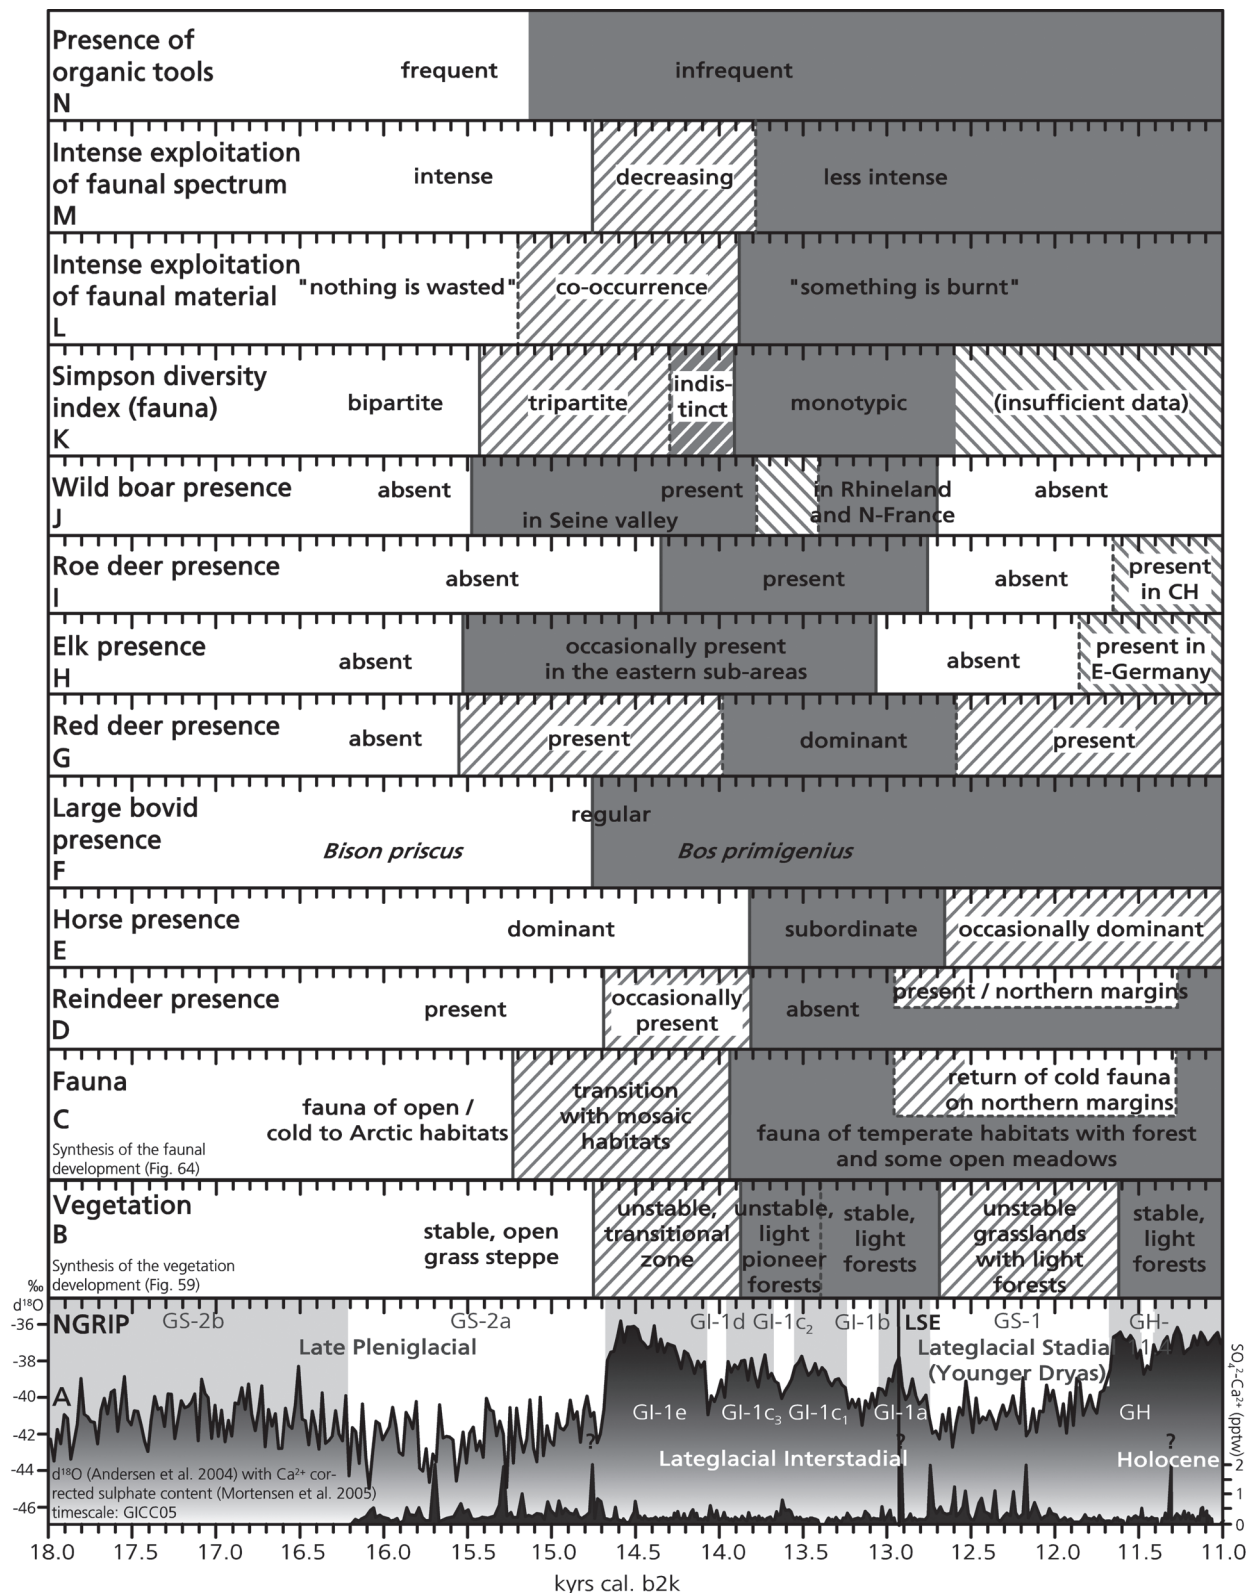 Presence of
organic tools
N
frequent
infrequent
Intense exploitation
of faunal spectrum
M
intense
decreasing
less intense
Intense exploitation
of faunal material
L
"nothing is wasted"
co-occurrence
"something is burnt"
Simpson diversity
index (fauna)
K
bipartite
tripartite
indis-
tinct
monotypic
(insufficient data)
Wild boar presence
J
absent
present
in Seine valley
in Rhineland
and N-France
absent
Roe deer presence
I
absent
present
absent
present
in CH
Elk presence
H
absent
occasionally present
in the eastern sub-areas
absent
present in
E-Germany
Red deer presence
G
absent
present
dominant
present
Large bovid
presence
F
regular
Bison priscus
Bos primigenius
Horse presence
E
dominant
subordinate
occasionally dominant
Reindeer presence
D
present
occasionally
present
absent
present / northern margins
Fauna
C
Synthesis of the faunal
development (Fig. 64)
fauna of open /
cold to Arctic habitats
transition
with mosaic
habitats
return of cold fauna
on northern margins
fauna of temperate habitats with forest
and some open meadows
Vegetation
B
Synthesis of the vegetation
development (Fig. 59)
stable, open
grass steppe
unstable,
transitional
zone
unstable,
light
pioneer
forests
stable,
light
forests
unstable
grasslands
with light
forests
stable,
light
forests
‰
d¹⁸O
-36
-38
-40
-42
-44
-46
NGRIP
A
GS-2b
GS-2a
Late Pleniglacial
GI-1d
GI-1c₂
GI-1b
LSE
GS-1
GH-
11.4
Lateglacial Stadial
(Younger Dryas)
GI-1e
GI-1c₃
GI-1c₁
GI-1a
GH
?
?
?
Lateglacial Interstadial
Holocene
d¹⁸O (Andersen et al. 2004) with Ca²⁺ cor-
rected sulphate content (Mortensen et al. 2005)
timescale: GICC05
SO₄²-Ca²⁺ (pptw)
2
1
1
0
18.0
17.5
17.0
16.5
16.0
15.5
15.0
14.5
14.0
13.5
13.0
12.5
12.0
11.5
11.0
kyrs cal. b2k